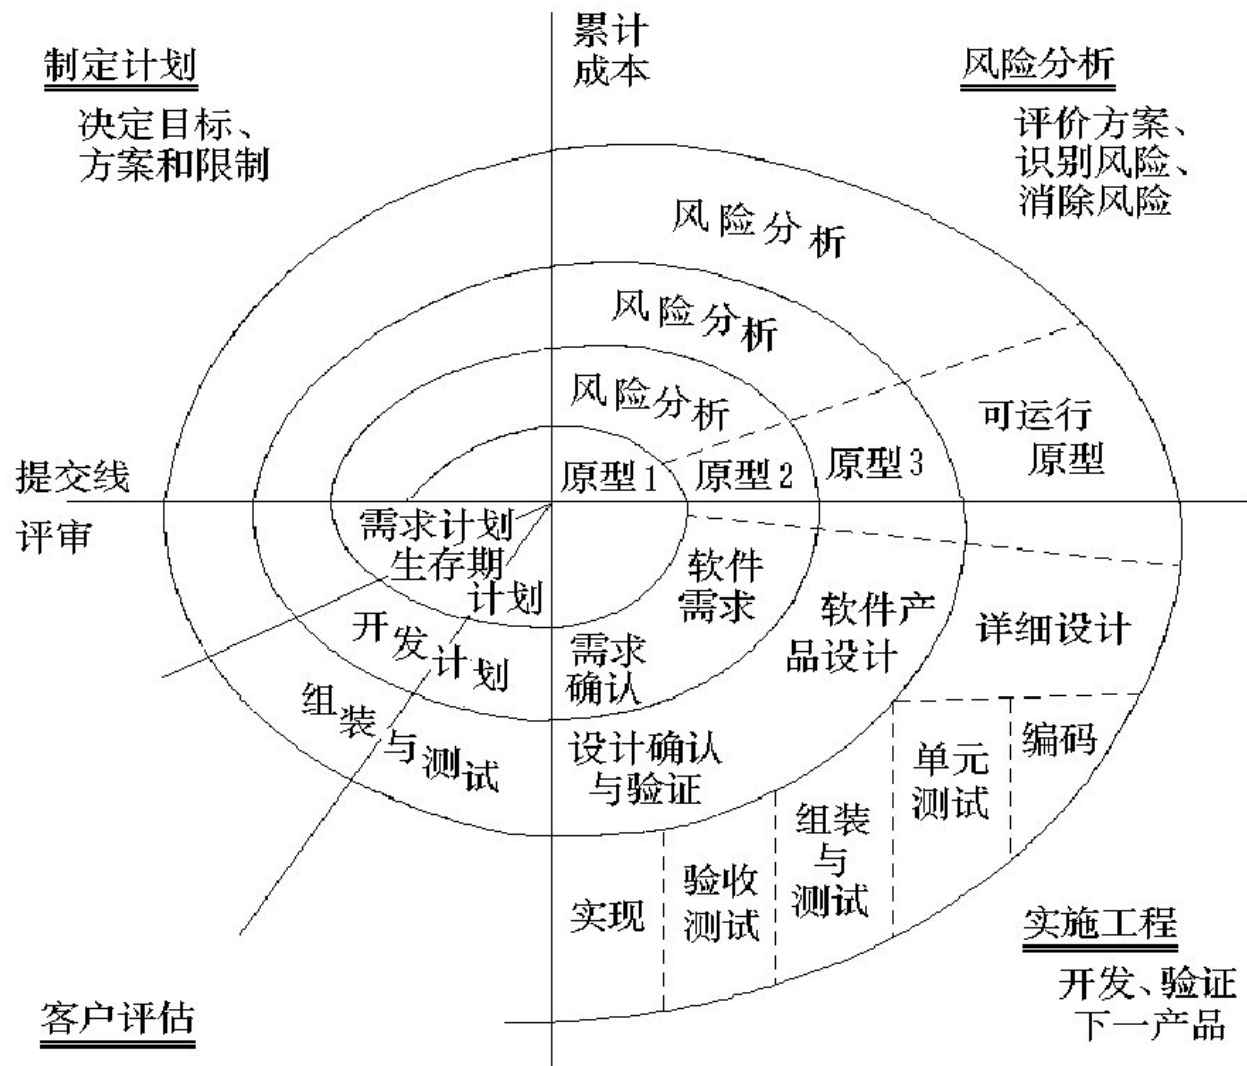 累计
成本
制定计划
决定目标、
方案和限制
风险分析
评价方案、
识别风险、
消除风险
风险分析
风险分析
风险分析
可运行
原型
原型1
原型2
原型3
提交线
评审
需求计划
生存期
计划
软件
需求
软件产
品设计
详细设计
开发计划
需求
确认
组装与测试
设计确认
与验证
编码
单元
测试
组装
与
测试
验收
测试
实现
实施工程
开发、验证
下一产品
客户评估